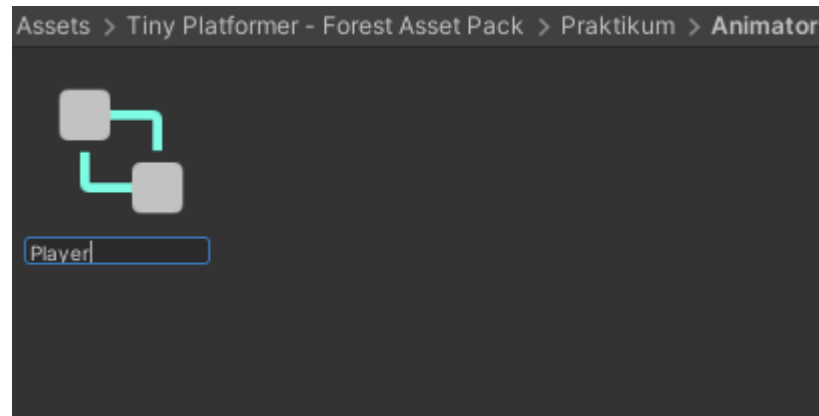 Assets > Tiny Platformer - Forest Asset Pack > Praktikum > Animator
Player